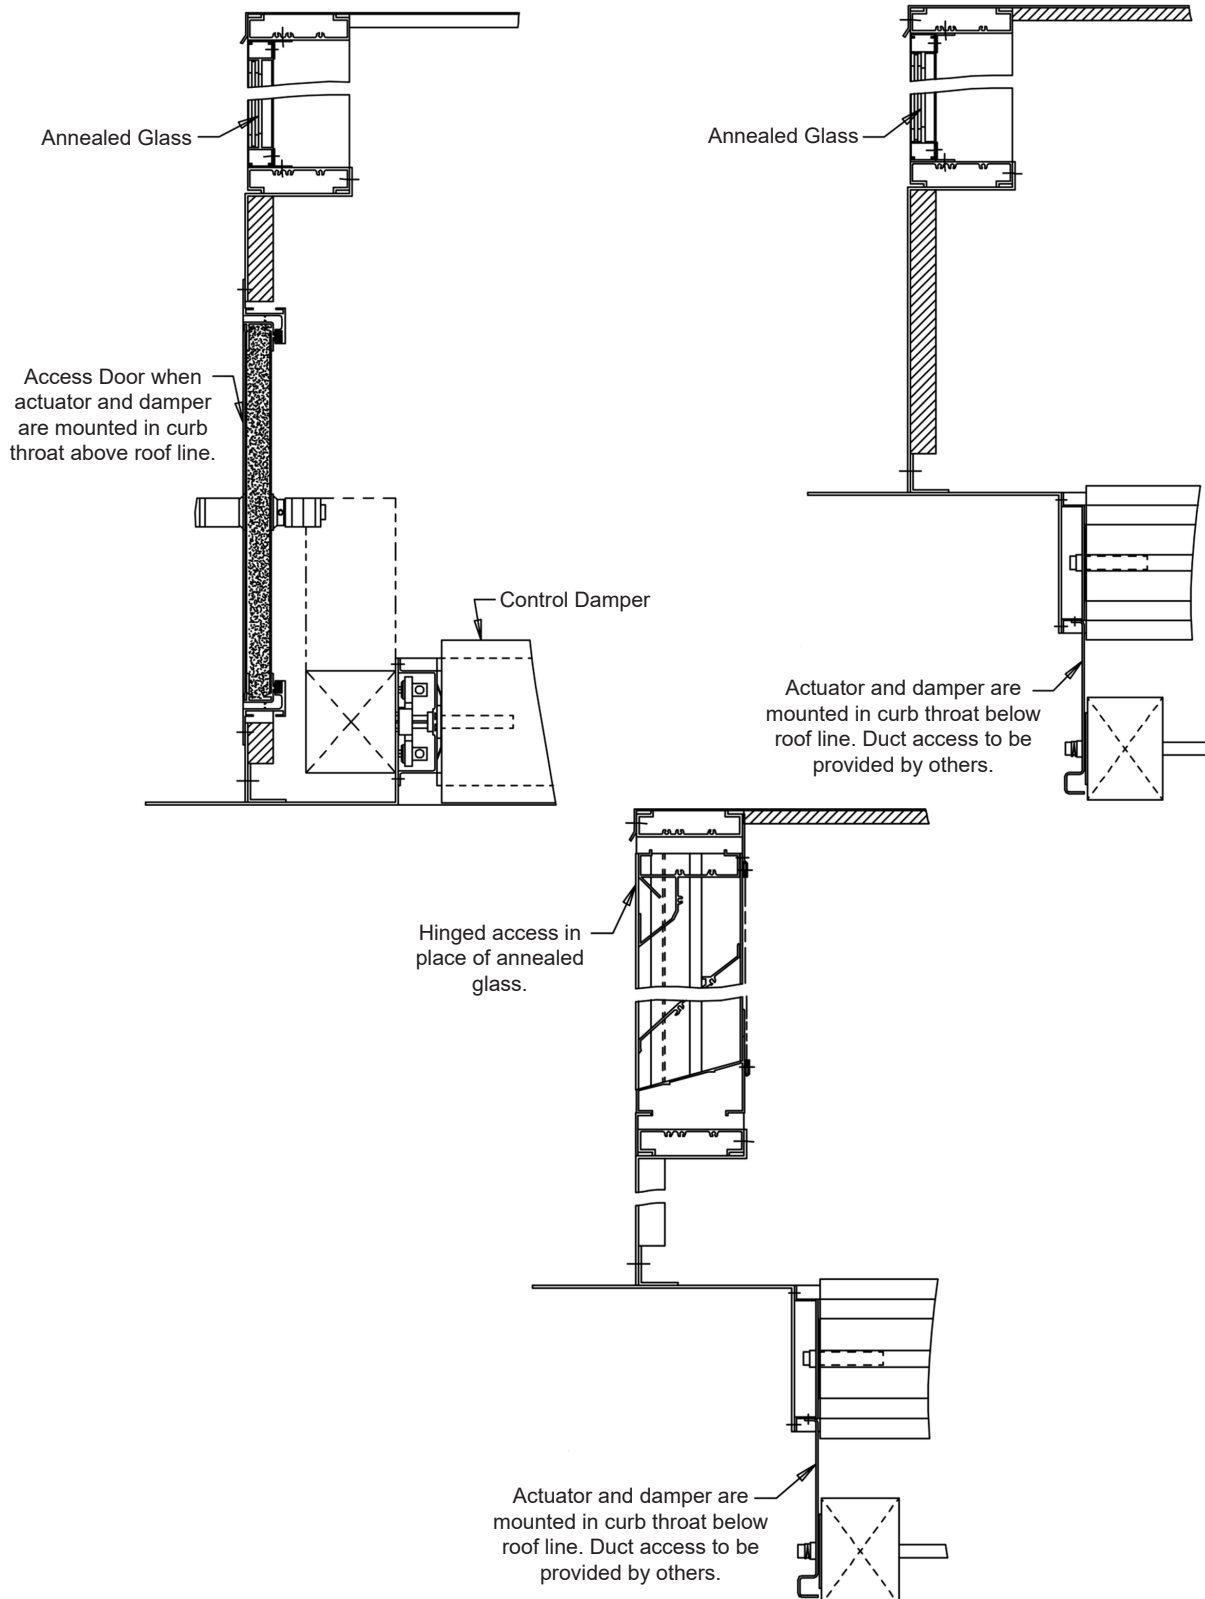 Annealed Glass
Annealed Glass
Access Door when
actuator and damper
are mounted in curb
throat above roof line.
Control Damper
Actuator and damper are
mounted in curb throat below
roof line. Duct access to be
provided by others.
Hinged access in
place of annealed
glass.
Actuator and damper are
mounted in curb throat below
roof line. Duct access to be
provided by others.